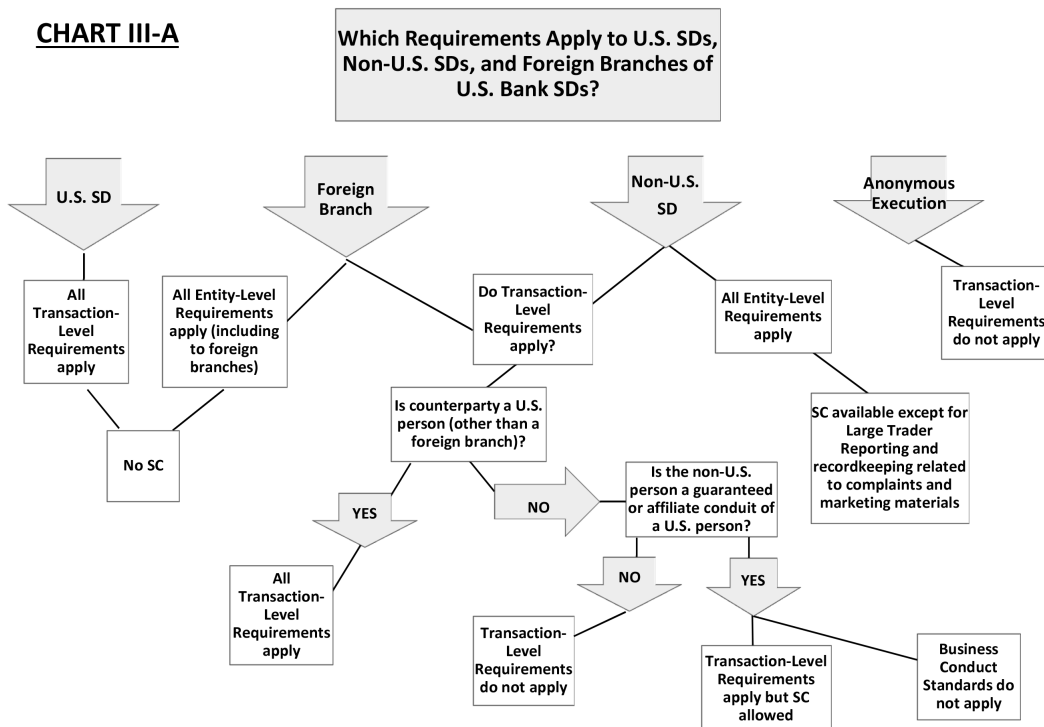 CHART III-A
Which Requirements Apply to U.S. SDs,
Non-U.S. SDs, and Foreign Branches of
U.S. Bank SDs?
U.S. SD
Foreign
Branch
Non-U.S.
SD
Anonymous
Execution
All
Transaction-
Level
Requirements
apply
All Entity-Level
Requirements
apply (including
to foreign
branches)
Do Transaction-
Level
Requirements
apply?
All Entity-Level
Requirements
apply
Transaction-
Level
Requirements
do not apply
No SC
Is counterparty a U.S.
person (other than a
foreign branch)?
SC available except for
Large Trader
Reporting and
recordkeeping related
to complaints and
marketing materials
YES
NO
Is the non-U.S.
person a guaranteed
or affiliate conduit of
a U.S. person?
All
Transaction-
Level
Requirements
apply
NO
YES
Transaction-
Level
Requirements
do not apply
Transaction-Level
Requirements
apply but SC
allowed
Business
Conduct
Standards do
not apply